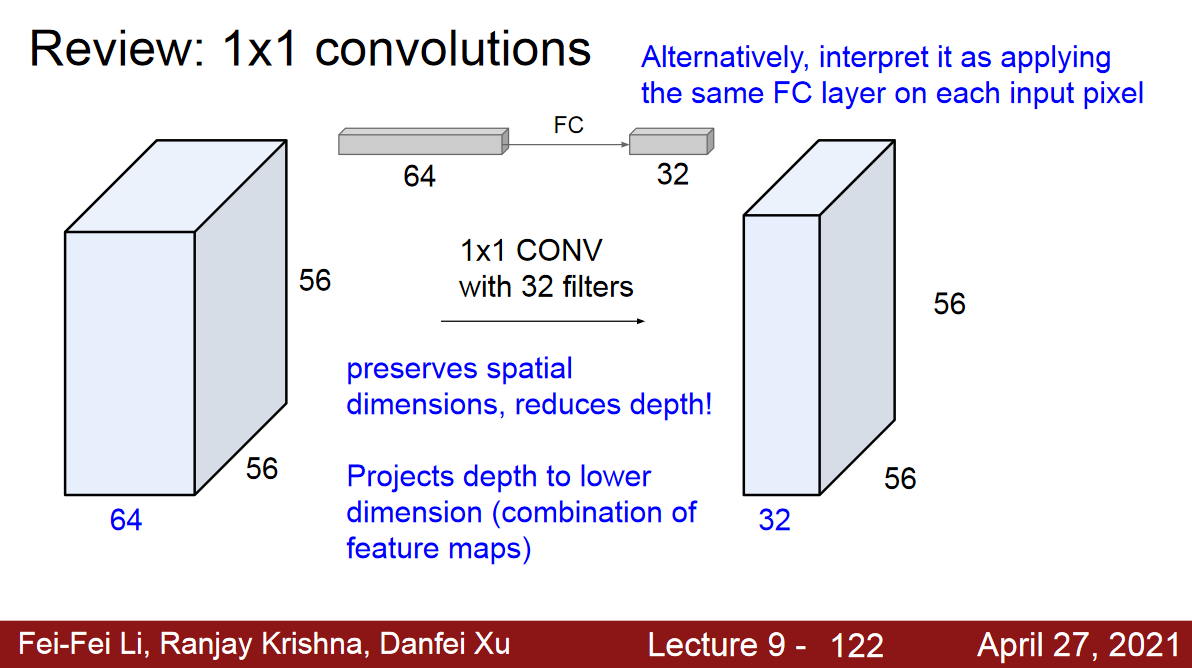 Review: 1x1 convolutions
Alternatively, interpret it as applying
the same FC layer on each input pixel
FC
64
32
56
56
64
1x1 CONV
with 32 filters
preserves spatial
dimensions, reduces depth!
Projects depth to lower
dimension (combination of
feature maps)
56
56
32
Fei-Fei Li, Ranjay Krishna, Danfei Xu
Lecture 9 - 122
April 27, 2021